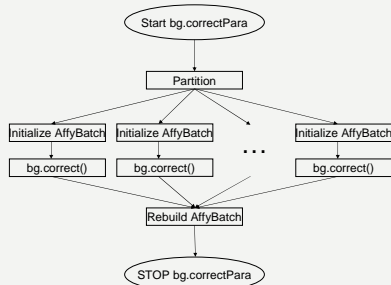 Start bg.correctPara
Partition
Initialize AffyBatch Initialize AffyBatch ... Initialize AffyBatch
bg.correct() bg.correct() bg.correct()
Rebuild AffyBatch
STOP bg.correctPara